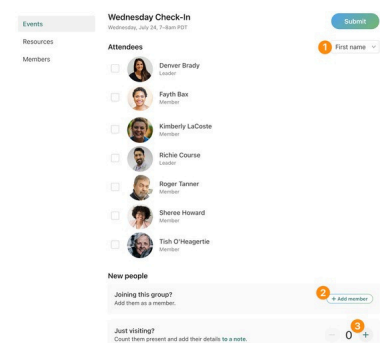 Events
Resources
Members
Wednesday Check-In
Wednesday, July 24, 7–8am PDT
Submit
Attendees
1 First name
Denver Brady
Leader
Fayth Bax
Member
Kimberly LaCoste
Member
Richie Course
Leader
Roger Tanner
Member
Sheree Howard
Member
Tish O'Heagertie
Member
New people
Joining this group?
Add them as a member.
2 + Add member
Just visiting?
Count them present and add their details to a note.
3
− 0 +